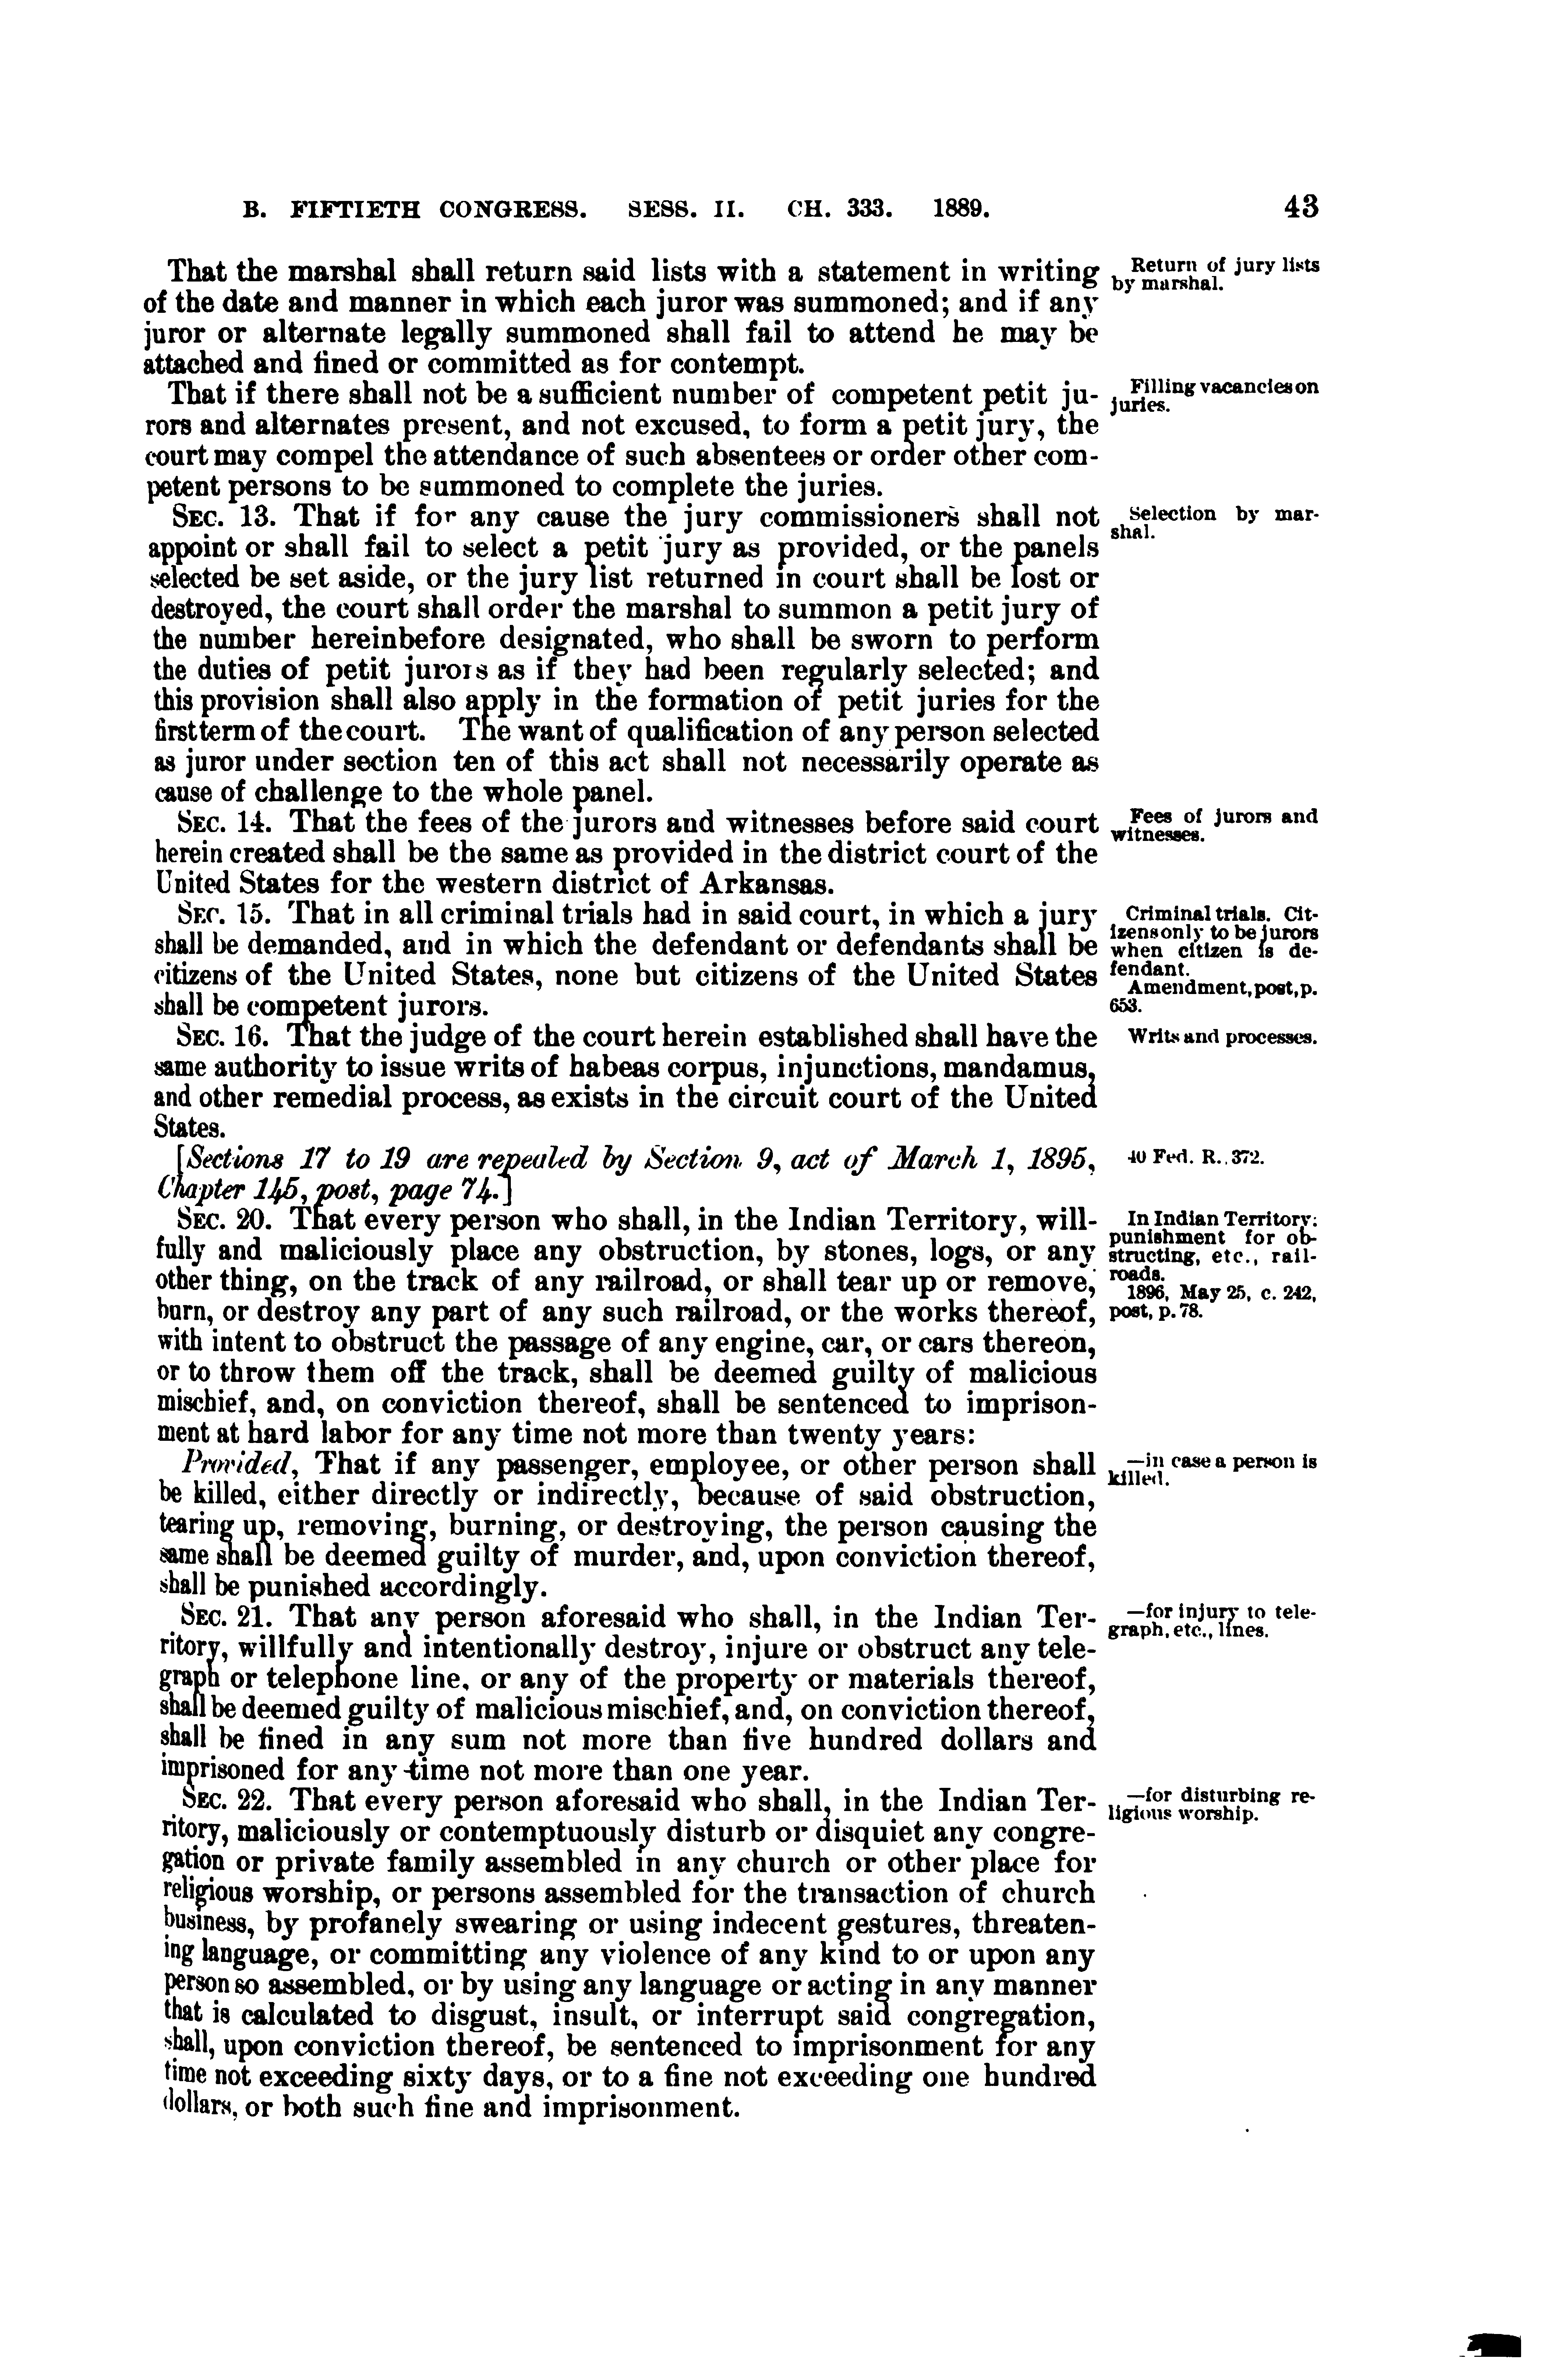 B. FIFTIETH CONGRESS. SESS. II. CH. 333. 1889. 43
That the marshal shall return said lists with a statement in writing
of the date and manner in which each juror was summoned; and if any
juror or alternate legally summoned shall fail to attend he may be
attached and fined or committed as for contempt.
Return of jury lists
by marshal.
That if there shall not be a sufficient number of competent petit ju-
rors and alternates present, and not excused, to form a petit jury, the
court may compel the attendance of such absentees or order other com-
petent persons to be summoned to complete the juries.
Filling vacancies on
juries.
SEC. 13. That if for any cause the jury commissioners shall not
appoint or shall fail to select a petit jury as provided, or the panels
selected be set aside, or the jury list returned in court shall be lost or
destroyed, the court shall order the marshal to summon a petit jury of
the number hereinbefore designated, who shall be sworn to perform
the duties of petit jurors as if they had been regularly selected; and
this provision shall also apply in the formation of petit juries for the
first term of the court. The want of qualification of any person selected
as juror under section ten of this act shall not necessarily operate as
cause of challenge to the whole panel.
Selection by mar-
shal.
SEC. 14. That the fees of the jurors and witnesses before said court
herein created shall be the same as provided in the district court of the
United States for the western district of Arkansas.
Fees of jurors and
witnesses.
SEC. 15. That in all criminal trials had in said court, in which a jury
shall be demanded, and in which the defendant or defendants shall be
citizens of the United States, none but citizens of the United States
shall be competent jurors.
Criminal trials. Cit-
izens only to be jurors
when citizen is de-
fendant.
Amendment, post, p.
653.
SEC. 16. That the judge of the court herein established shall have the
same authority to issue writs of habeas corpus, injunctions, mandamus,
and other remedial process, as exists in the circuit court of the United
States.
Writs and processes.
[Sections 17 to 19 are repealed by Section 9, act of March 1, 1895,
Chapter 145, post, page 74.]
40 Fed. R., 372.
SEC. 20. That every person who shall, in the Indian Territory, will-
fully and maliciously place any obstruction, by stones, logs, or any
other thing, on the track of any railroad, or shall tear up or remove,
burn, or destroy any part of any such railroad, or the works thereof,
with intent to obstruct the passage of any engine, car, or cars thereon,
or to throw them off the track, shall be deemed guilty of malicious
mischief, and, on conviction thereof, shall be sentenced to imprison-
ment at hard labor for any time not more than twenty years:
In Indian Territory;
punishment for ob-
structing, etc., rail-
roads.
1896, May 25, c. 242,
post, p. 78.
Provided, That if any passenger, employee, or other person shall
be killed, either directly or indirectly, because of said obstruction,
tearing up, removing, burning, or destroying, the person causing the
same shall be deemed guilty of murder, and, upon conviction thereof,
shall be punished accordingly.
—in case a person is
killed.
SEC. 21. That any person aforesaid who shall, in the Indian Ter-
ritory, willfully and intentionally destroy, injure or obstruct any tele-
graph or telephone line, or any of the property or materials thereof,
shall be deemed guilty of malicious mischief, and, on conviction thereof,
shall be fined in any sum not more than five hundred dollars and
imprisoned for any time not more than one year.
—for injury to tele-
graph, etc., lines.
SEC. 22. That every person aforesaid who shall, in the Indian Ter-
ritory, maliciously or contemptuously disturb or disquiet any congre-
gation or private family assembled in any church or other place for
religious worship, or persons assembled for the transaction of church
business, by profanely swearing or using indecent gestures, threaten-
ing language, or committing any violence of any kind to or upon any
person so assembled, or by using any language or acting in any manner
that is calculated to disgust, insult, or interrupt said congregation,
shall, upon conviction thereof, be sentenced to imprisonment for any
time not exceeding sixty days, or to a fine not exceeding one hundred
dollars, or both such fine and imprisonment.
—for disturbing re-
ligious worship.